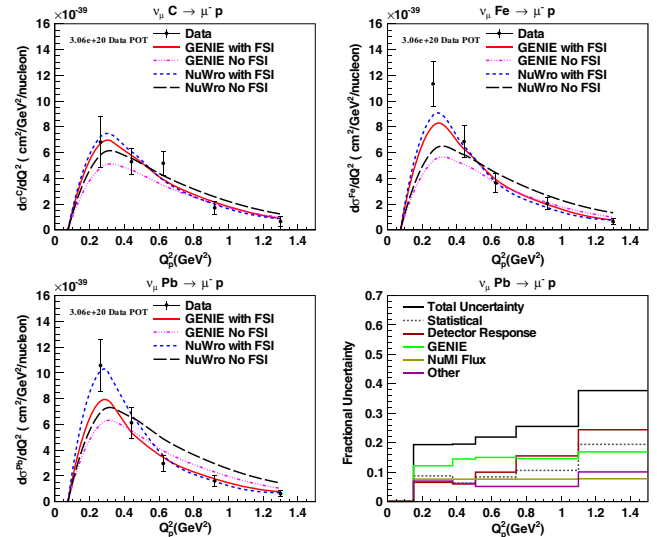 ν_μ C → μ⁻ p
×10⁻³⁹
3.06e+20 Data POT
Data
GENIE with FSI
GENIE No FSI
NuWro with FSI
NuWro No FSI
dσ^C/dQ² ( cm²/GeV²/nucleon)
16
14
12
10
8
6
4
2
0
0 0.2 0.4 0.6 0.8 1 1.2 1.4
Q²_p(GeV²)
ν_μ Fe → μ⁻ p
×10⁻³⁹
3.06e+20 Data POT
Data
GENIE with FSI
GENIE No FSI
NuWro with FSI
NuWro No FSI
dσ^Fe/dQ² ( cm²/GeV²/nucleon)
16
14
12
10
8
6
4
2
0
0 0.2 0.4 0.6 0.8 1 1.2 1.4
Q²_p(GeV²)
ν_μ Pb → μ⁻ p
×10⁻³⁹
3.06e+20 Data POT
Data
GENIE with FSI
GENIE No FSI
NuWro with FSI
NuWro No FSI
dσ^Pb/dQ² ( cm²/GeV²/nucleon)
16
14
12
10
8
6
4
2
0
0 0.2 0.4 0.6 0.8 1 1.2 1.4
Q²_p(GeV²)
ν_μ Pb → μ⁻ p
Total Uncertainty
Statistical
Detector Response
GENIE
NuMI Flux
Other
Fractional Uncertainty
0.7
0.6
0.5
0.4
0.3
0.2
0.1
0.0
0 0.2 0.4 0.6 0.8 1 1.2 1.4
Q²_p(GeV²)